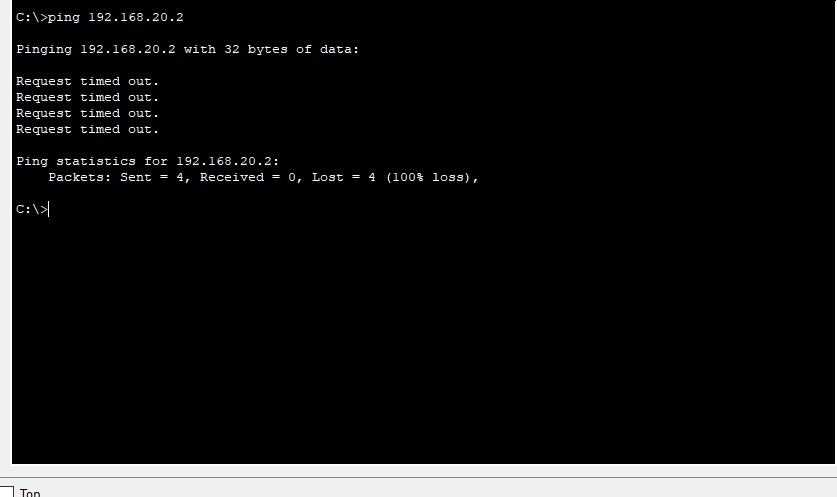 C:\>ping 192.168.20.2
Pinging 192.168.20.2 with 32 bytes of data:
Request timed out.
Request timed out.
Request timed out.
Request timed out.
Ping statistics for 192.168.20.2:
Packets: Sent = 4, Received = 0, Lost = 4 (100% loss),
C:\>
Top